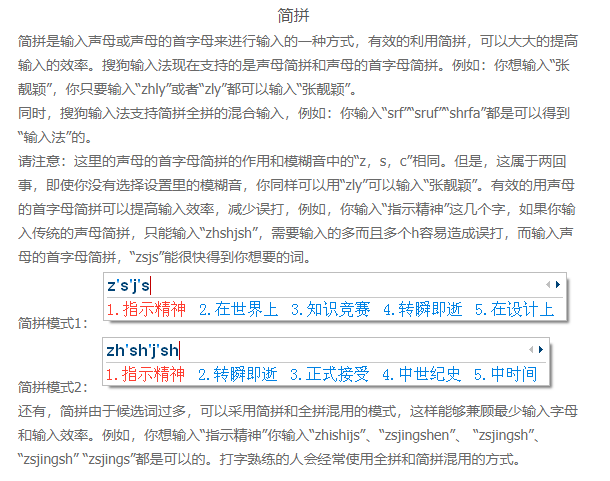 简拼
简拼是输入声母或声母的首字母来进行输入的一种方式，有效的利用简拼，可以大大的提高
输入的效率。搜狗输入法现在支持的是声母简拼和声母的首字母简拼。例如：你想输入“张
靓颖”，你只要输入“zhly”或者“zly”都可以输入“张靓颖”。
同时，搜狗输入法支持简拼全拼的混合输入，例如：你输入“srf”“sruf”“shrfa”都是可以得到
“输入法”的。
请注意：这里的声母的首字母简拼的作用和模糊音中的“z，s，c”相同。但是，这属于两回
事，即使你没有选择设置里的模糊音，你同样可以用“zly”可以输入“张靓颖”。有效的用声母
的首字母简拼可以提高输入效率，减少误打，例如，你输入“指示精神”这几个字，如果你输
入传统的声母简拼，只能输入“zhshjsh”，需要输入的多而且多个h容易造成误打，而输入声
母的首字母简拼，“zsjs”能很快得到你想要的词。
z's'j's
1.指示精神 2.在世界上 3.知识竞赛 4.转瞬即逝 5.在设计上
简拼模式1：
zh'sh'j'sh
1.指示精神 2.转瞬即逝 3.正式接受 4.中世纪史 5.中时间
简拼模式2：
还有，简拼由于候选词过多，可以采用简拼和全拼混用的模式，这样能够兼顾最少输入字母
和输入效率。例如，你想输入“指示精神”你输入“zhishijs”、“zsjingshen”、 “zsjingsh”、
“zsjingsh” “zsjings”都是可以的。打字熟练的人会经常使用全拼和简拼混用的方式。